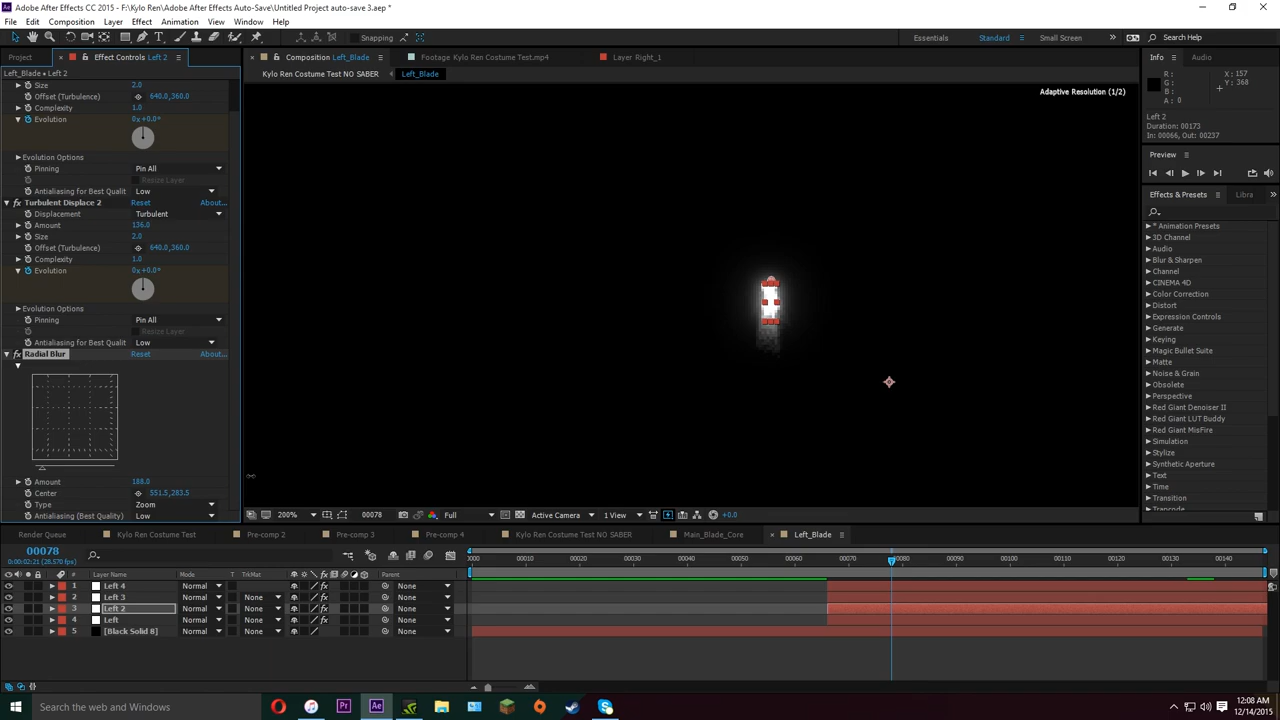 Adobe After Effects CC 2015 - F:\Kylo Ren\Adobe After Effects Auto-Save\Untitled Project auto-save 3.aep *
File Edit Composition Layer Effect Animation View Window Help
Snapping Essentials Standard Small Screen Search Help
Project Effect Controls Left 2 Composition Left_Blade Footage Kylo Ren Costume Test.mp4 Layer Right_1 Info Audio
Left_Blade • Left 2 Kylo Ren Costume Test NO SABER Left_Blade
Adaptive Resolution (1/2)
R : X : 157
G : Y : 368
B :
A : 0
Left 2
Duration: 00173
In: 00066, Out: 00237
Preview
Effects & Presets Libra
* Animation Presets
3D Channel
Audio
Blur & Sharpen
Channel
CINEMA 4D
Color Correction
Expression Controls
Generate
Keying
Magic Bullet Suite
Matte
Noise & Grain
Obsolete
Perspective
Red Giant Denoiser II
Red Giant LUT Buddy
Red Giant MisFire
Simulation
Stylize
Synthetic Aperture
Text
Time
Transition
Size 2.0
Offset (Turbulence) 640.0,360.0
Complexity 1.0
Evolution 0x+0.0°
Evolution Options
Pinning Pin All
Resize Layer
Antialiasing for Best Qualit Low
Turbulent Displace 2 Reset About...
Displacement Turbulent
Amount 136.0
Size 2.0
Offset (Turbulence) 640.0,360.0
Complexity 1.0
Evolution 0x+0.0°
Evolution Options
Pinning Pin All
Resize Layer
Antialiasing for Best Qualit Low
Radial Blur Reset About...
Amount 188.0
Center 551.5,283.5
Type Zoom
Antialiasing (Best Quality) Low
200% 00078 Full Active Camera 1 View +0.0
Render Queue Kylo Ren Costume Test Pre-comp 2 Pre-comp 3 Pre-comp 4 Kylo Ren Costume Test NO SABER Main_Blade_Core Left_Blade
00078
0:00:02:21 (28.570 fps)
00010 00020 00030 00040 00050 00060 00070 00080 00090 00100 00110 00120 00130 00140
# Layer Name Mode T TrkMat Parent
1 Left 4 Normal None
2 Left 3 Normal None None
3 Left 2 Normal None None
4 Left Normal None None
5 [Black Solid 8] Normal None None
Search the web and Windows
12:08 AM
12/14/2015